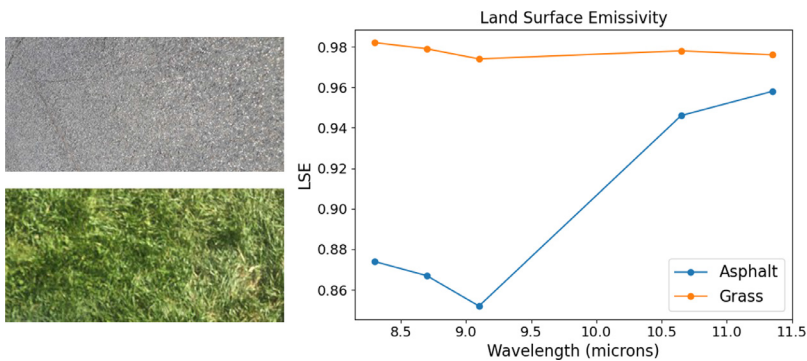 Land Surface Emissivity
LSE
0.98
0.96
0.94
0.92
0.90
0.88
0.86
Asphalt
Grass
8.5 9.0 9.5 10.0 10.5 11.0 11.5
Wavelength (microns)